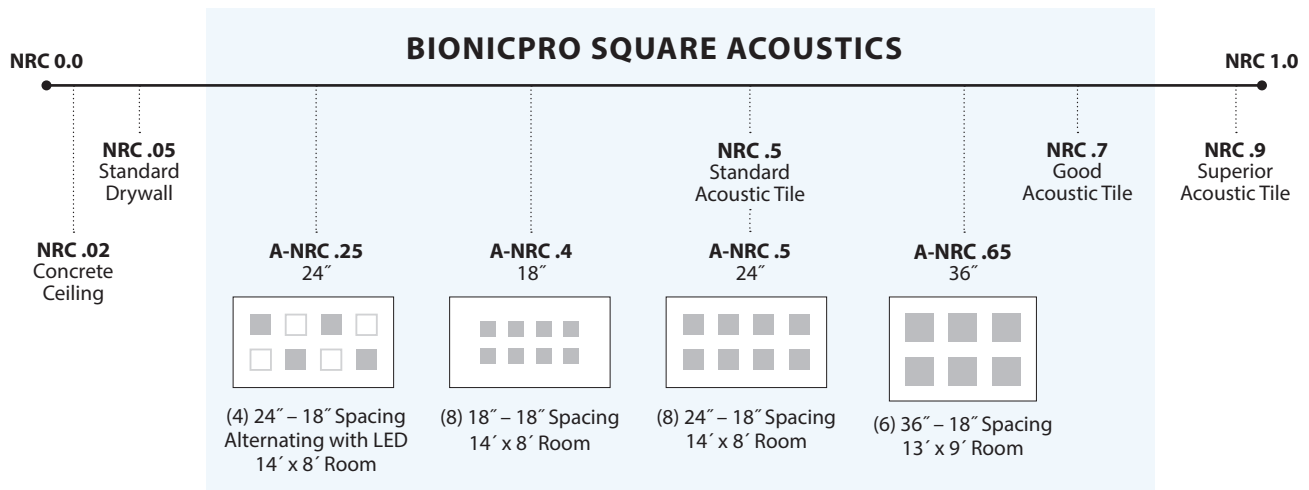 BIONICPRO SQUARE ACOUSTICS
NRC 0.0
NRC 1.0
NRC .05
Standard
Drywall
NRC .5
Standard
Acoustic Tile
NRC .7
Good
Acoustic Tile
NRC .9
Superior
Acoustic Tile
NRC .02
Concrete
Ceiling
A-NRC .25
24˝
A-NRC .4
18˝
A-NRC .5
24˝
A-NRC .65
36˝
(4) 24˝ – 18˝ Spacing
Alternating with LED
14´ x 8´ Room
(8) 18˝ – 18˝ Spacing
14´ x 8´ Room
(8) 24˝ – 18˝ Spacing
14´ x 8´ Room
(6) 36˝ – 18˝ Spacing
13´ x 9´ Room